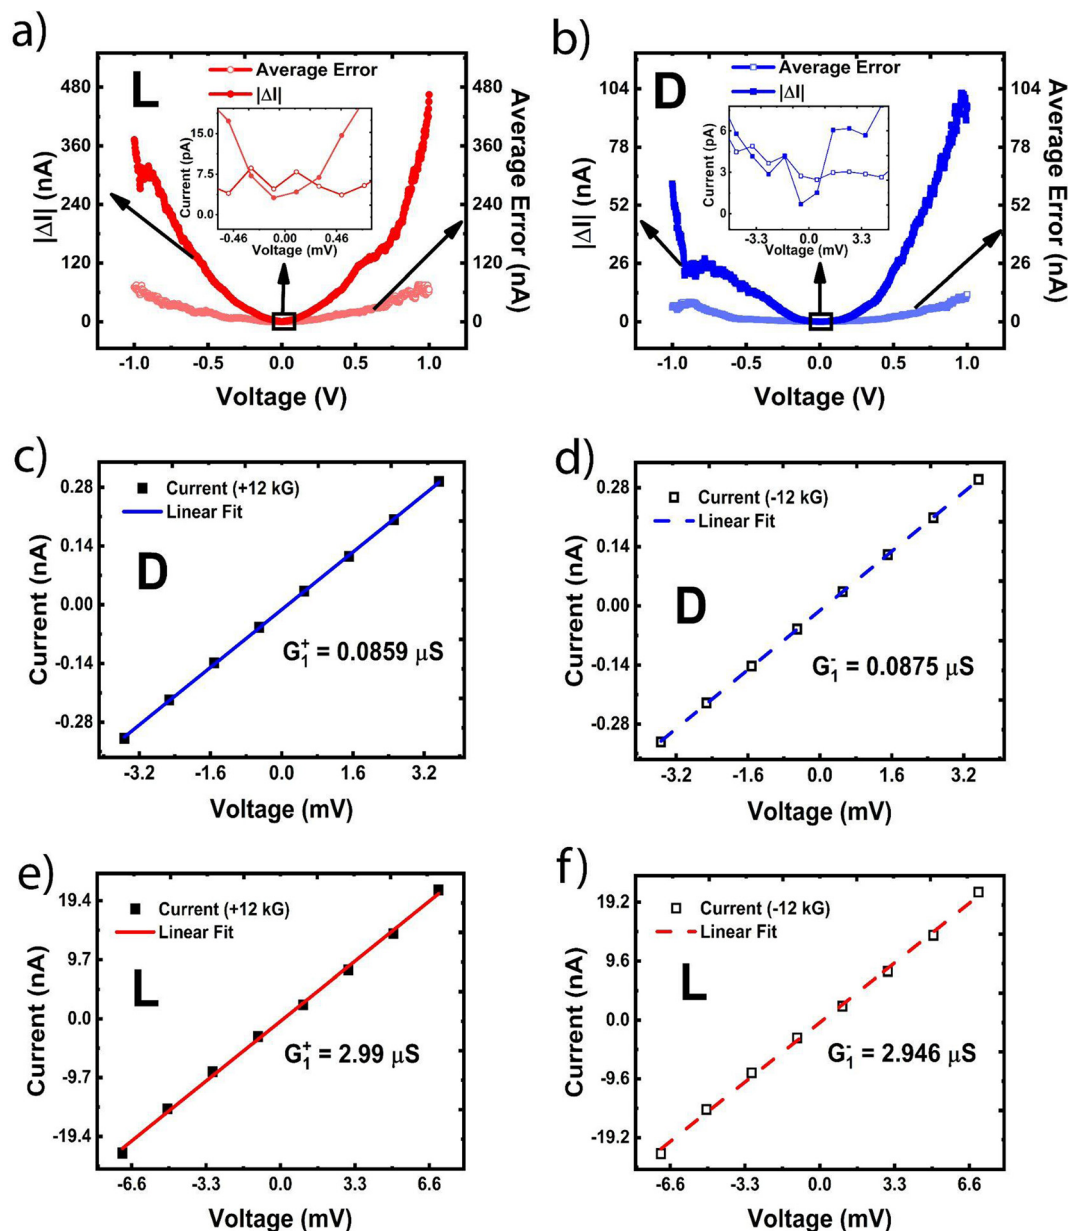 a)
L
Average Error
|ΔI|
480
360
240
120
0
|ΔI| (nA)
480
360
240
120
0
Average Error (nA)
Current (pA)
15.0
7.5
0.0
-0.46 0.00 0.46
Voltage (mV)
-1.0 -0.5 0.0 0.5 1.0
Voltage (V)
b)
D
Average Error
|ΔI|
104
78
52
26
0
|ΔI| (nA)
104
78
52
26
0
Average Error (nA)
Current (pA)
6
3
0
-3.3 0.0 3.3
Voltage (mV)
-1.0 -0.5 0.0 0.5 1.0
Voltage (V)
c)
Current (+12 kG)
Linear Fit
D
G₁⁺ = 0.0859 μS
0.28
0.14
0.00
-0.14
-0.28
Current (nA)
-3.2 -1.6 0.0 1.6 3.2
Voltage (mV)
d)
Current (-12 kG)
Linear Fit
D
G₁⁻ = 0.0875 μS
0.28
0.14
0.00
-0.14
-0.28
Current (nA)
-3.2 -1.6 0.0 1.6 3.2
Voltage (mV)
e)
Current (+12 kG)
Linear Fit
L
G₁⁺ = 2.99 μS
19.4
9.7
0.0
-9.7
-19.4
Current (nA)
-6.6 -3.3 0.0 3.3 6.6
Voltage (mV)
f)
Current (-12 kG)
Linear Fit
L
G₁⁻ = 2.946 μS
19.2
9.6
0.0
-9.6
-19.2
Current (nA)
-6.6 -3.3 0.0 3.3 6.6
Voltage (mV)